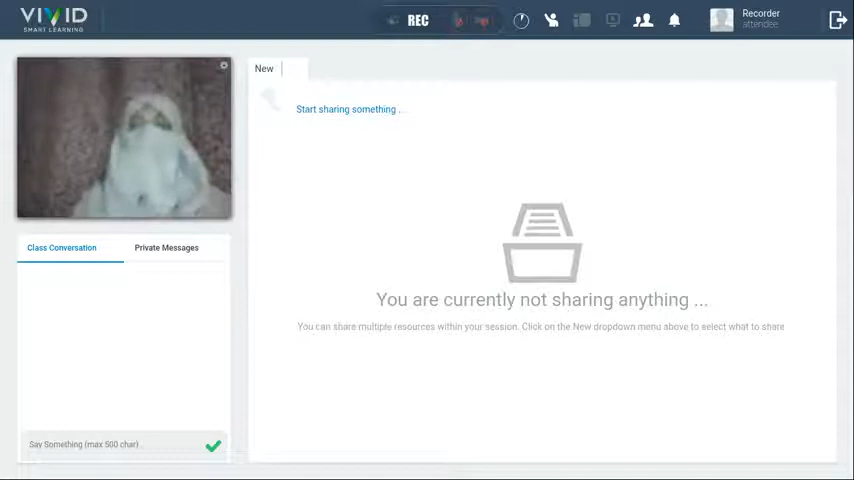 VIVID
SMART LEARNING
REC
Recorder
attendee
New
Start sharing something ...
You are currently not sharing anything ...
You can share multiple resources within your session. Click on the New dropdown menu above to select what to share
Class Conversation
Private Messages
Say Something (max 500 char) ..